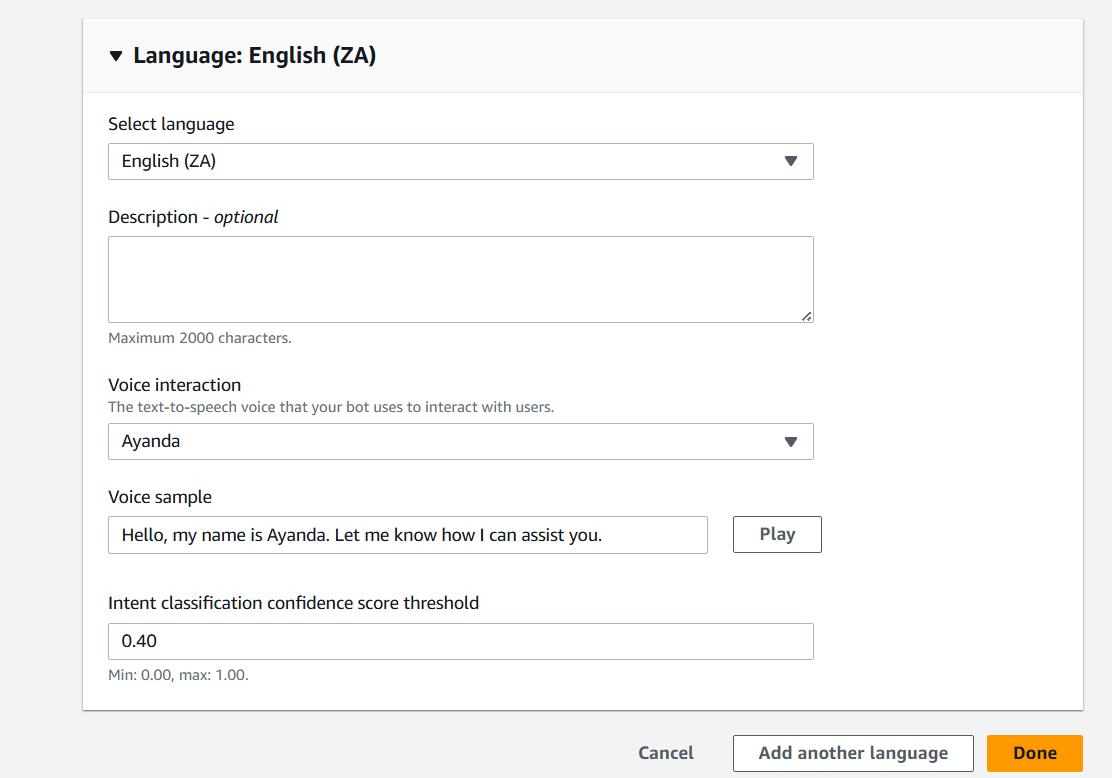 Language: English (ZA)
Select language
English (ZA)
Description - optional
Maximum 2000 characters.
Voice interaction
The text-to-speech voice that your bot uses to interact with users.
Ayanda
Voice sample
Hello, my name is Ayanda. Let me know how I can assist you.
Play
Intent classification confidence score threshold
0.40
Min: 0.00, max: 1.00.
Cancel
Add another language
Done